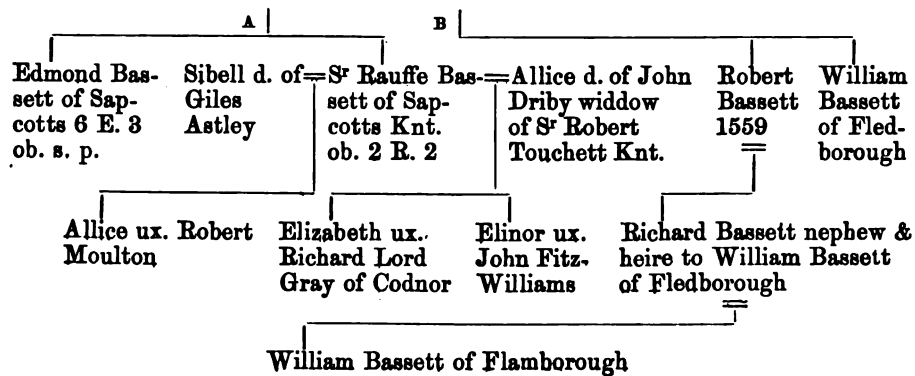 A B
Edmond Bas-
sett of Sap-
cotts 6 E. 3
ob. s. p.
Sibell d. of
Giles
Astley
Sr Rauffe Bas-
sett of Sap-
cotts Knt.
ob. 2 R. 2
Allice d. of John
Driby widdow
of Sr Robert
Touchett Knt.
Robert
Bassett
1559
William
Bassett
of Fled-
borough
Allice ux. Robert
Moulton
Elizabeth ux.
Richard Lord
Gray of Codnor
Elinor ux.
John Fitz-
Williams
Richard Bassett nephew &
heire to William Bassett
of Fledborough
William Bassett of Flamborough